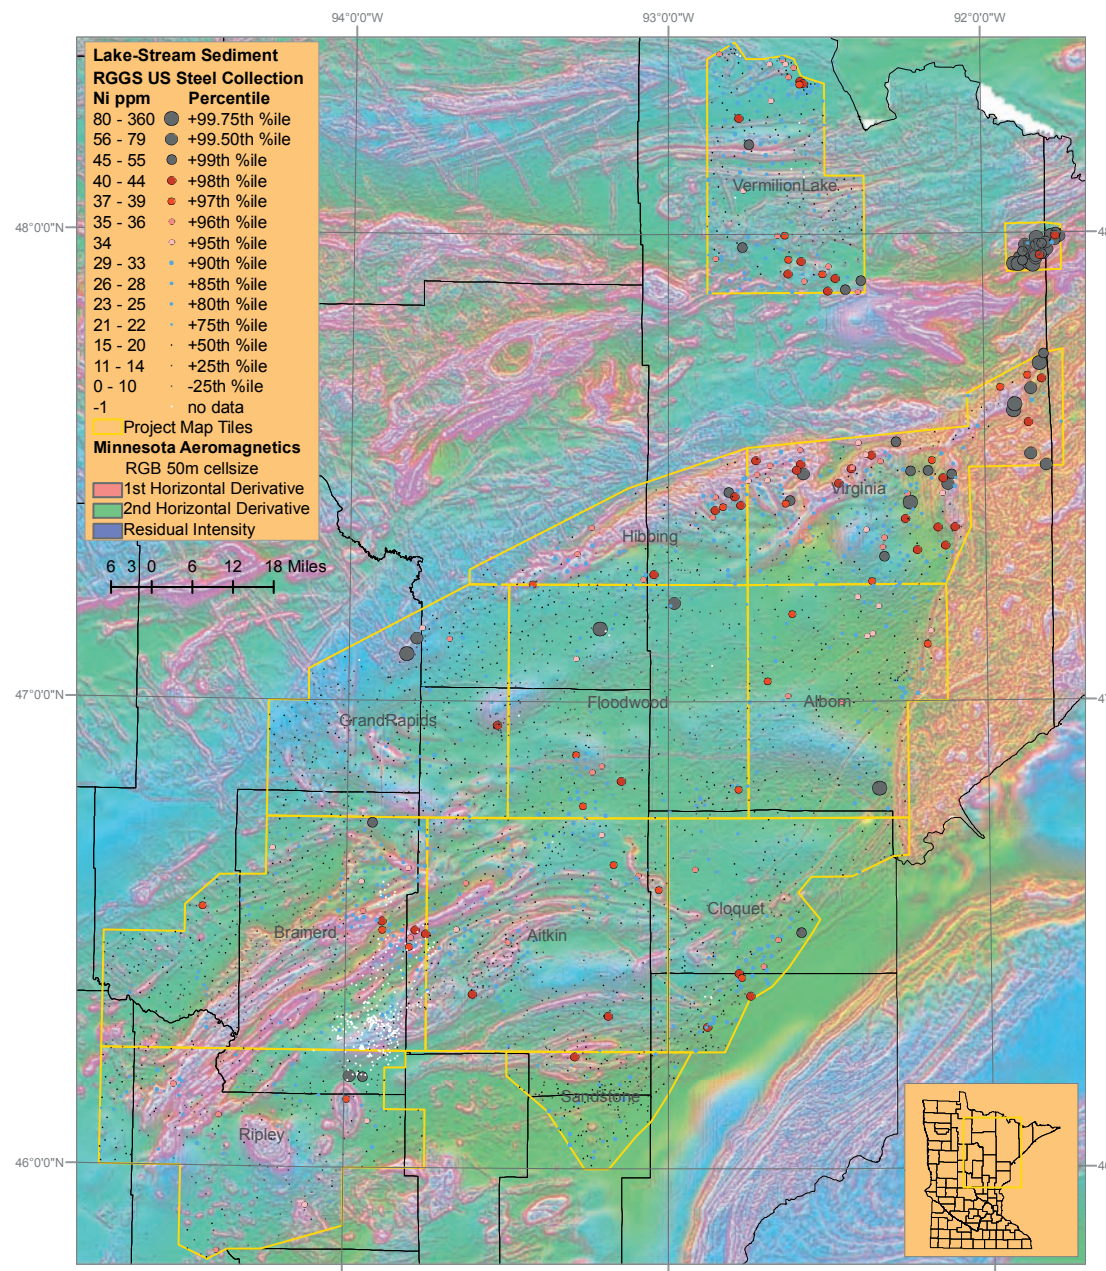 94°0'0"W 93°0'0"W 92°0'0"W
Lake-Stream Sediment
RGGS US Steel Collection
Ni ppm Percentile
80 - 360 +99.75th %ile
56 - 79 +99.50th %ile
45 - 55 +99th %ile
40 - 44 +98th %ile
37 - 39 +97th %ile
35 - 36 +96th %ile
34 +95th %ile
29 - 33 +90th %ile
26 - 28 +85th %ile
23 - 25 +80th %ile
21 - 22 +75th %ile
15 - 20 +50th %ile
11 - 14 +25th %ile
0 - 10 -25th %ile
-1 no data
Project Map Tiles
Minnesota Aeromagnetics
RGB 50m cellsize
1st Horizontal Derivative
2nd Horizontal Derivative
Residual Intensity
6 3 0 6 12 18 Miles
VermilionLake
48°0'0"N
Virginia
Hibbing
47°0'0"N
Floodwood
Alborn
GrandRapids
Cloquet
Brainerd
Aitkin
Sandstone
Ripley
46°0'0"N